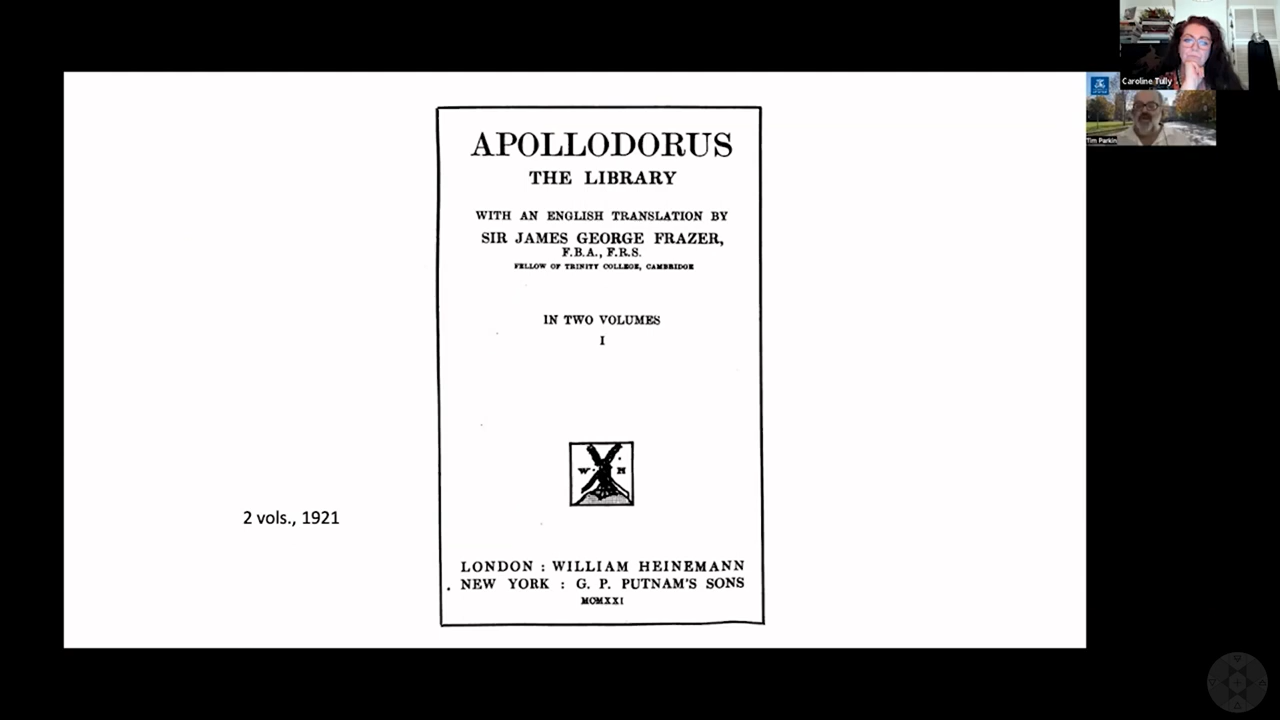 APOLLODORUS
THE LIBRARY
WITH AN ENGLISH TRANSLATION BY
SIR JAMES GEORGE FRAZER,
F.B.A., F.R.S.
FELLOW OF TRINITY COLLEGE, CAMBRIDGE
IN TWO VOLUMES
I
W H
2 vols., 1921
LONDON : WILLIAM HEINEMANN
NEW YORK : G. P. PUTNAM'S SONS
MCMXXI
Caroline Tully
Tim Parkin